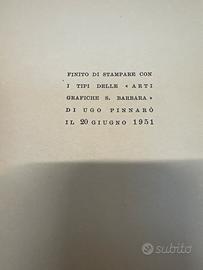 FINITO DI STAMPARE CON
I TIPI DELLE « ARTI
GRAFICHE S. BARBARA »
DI UGO PINNARÒ
IL 20 GIUGNO 1951
subito